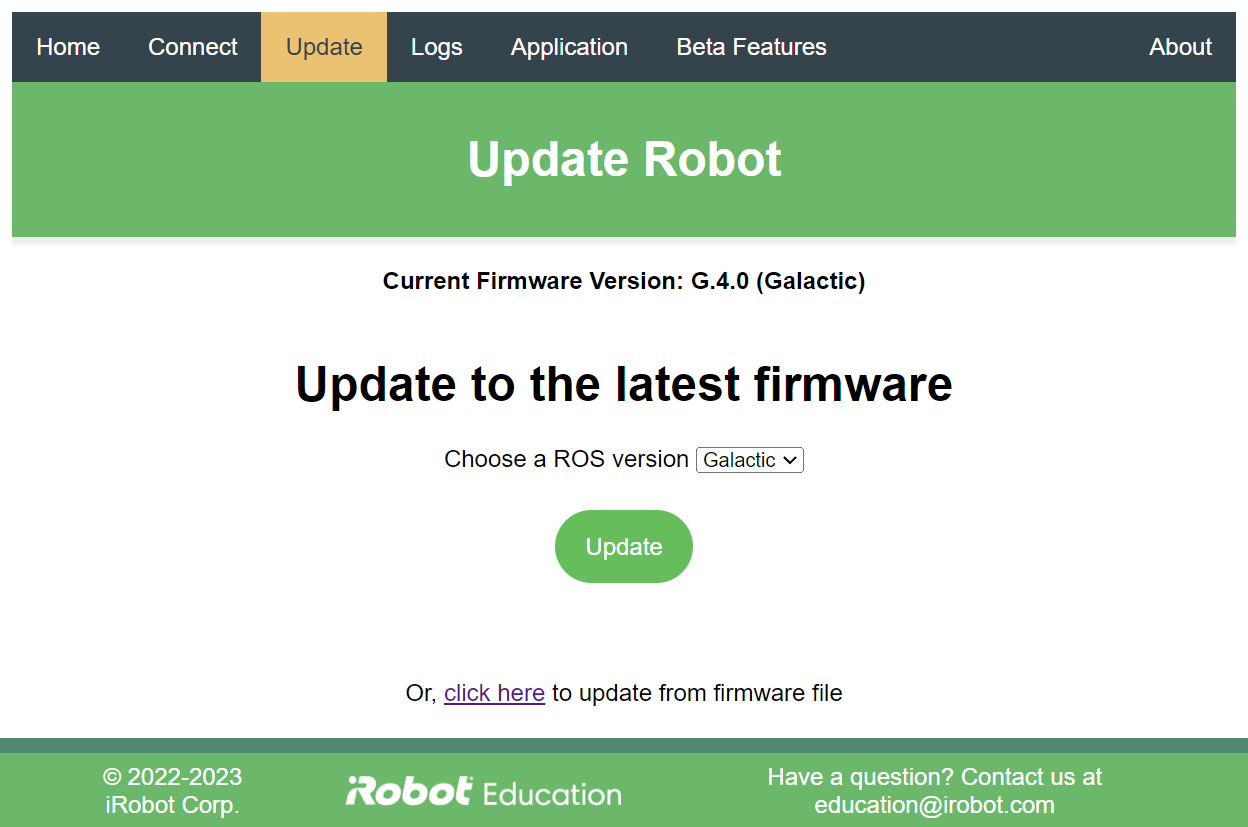 Home Connect Update Logs Application Beta Features About
Update Robot
Current Firmware Version: G.4.0 (Galactic)
Update to the latest firmware
Choose a ROS version Galactic
Update
Or, click here to update from firmware file
© 2022-2023
iRobot Corp.
iRobot Education
Have a question? Contact us at
education@irobot.com